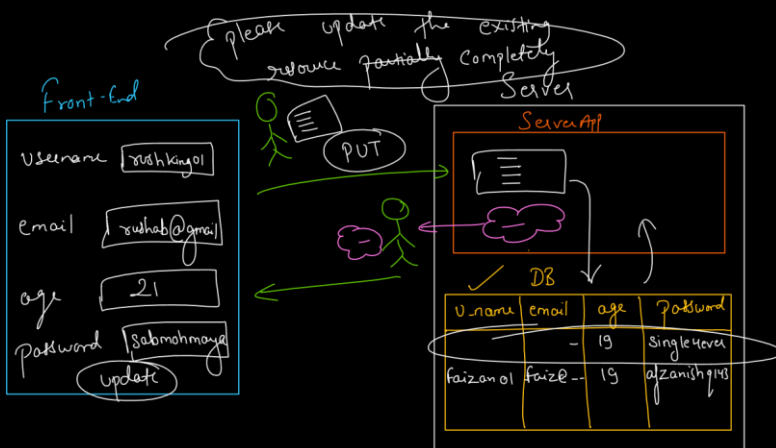 please update the existing
resource partially completely
Server
Front-End
ServerApp
PUT
username rushking01
email rushab@gmail
age 21
password sabmohmaya
update
DB
U_name email age password
- 19 single4ever
faizan01 faize-- 19 afzanishq143